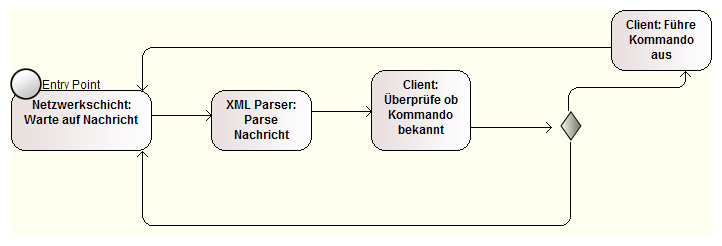 Client: Führe
Kommando
aus
Entry Point
Netzwerkschicht:
Warte auf Nachricht
XML Parser:
Parse
Nachricht
Client:
Überprüfe ob
Kommando
bekannt